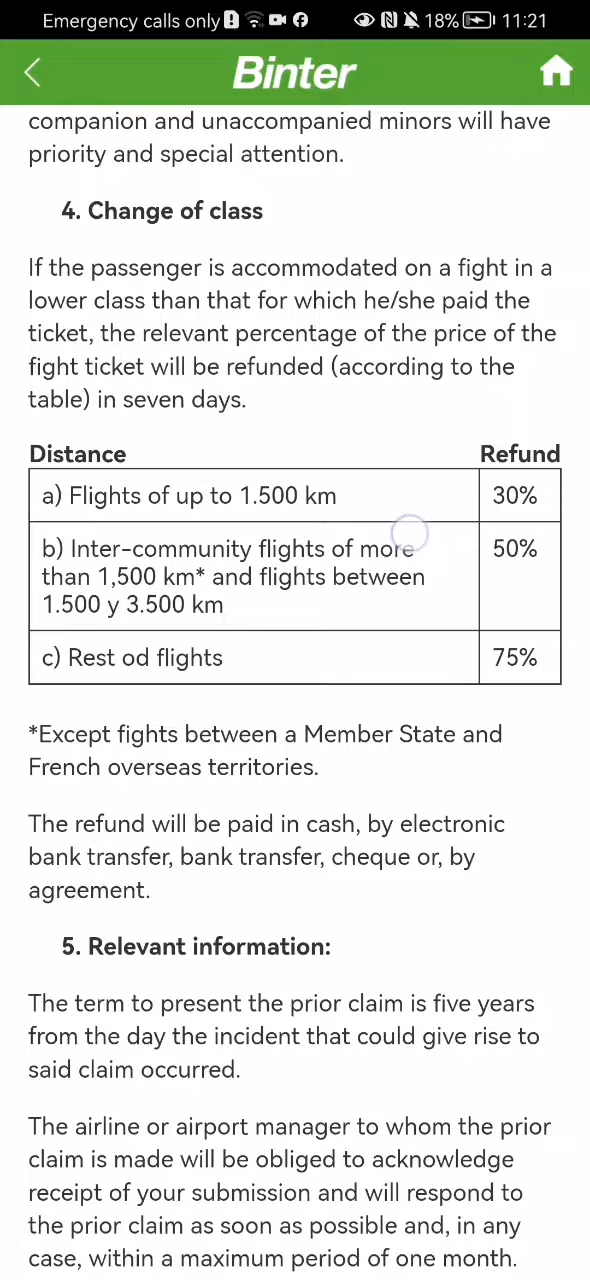 Emergency calls only 18% 11:21
Binter
companion and unaccompanied minors will have
priority and special attention.
4. Change of class
If the passenger is accommodated on a fight in a
lower class than that for which he/she paid the
ticket, the relevant percentage of the price of the
fight ticket will be refunded (according to the
table) in seven days.
Distance Refund
a) Flights of up to 1.500 km 30%
b) Inter-community flights of more 50%
than 1,500 km* and flights between
1.500 y 3.500 km
c) Rest od flights 75%
*Except fights between a Member State and
French overseas territories.
The refund will be paid in cash, by electronic
bank transfer, bank transfer, cheque or, by
agreement.
5. Relevant information:
The term to present the prior claim is five years
from the day the incident that could give rise to
said claim occurred.
The airline or airport manager to whom the prior
claim is made will be obliged to acknowledge
receipt of your submission and will respond to
the prior claim as soon as possible and, in any
case, within a maximum period of one month.